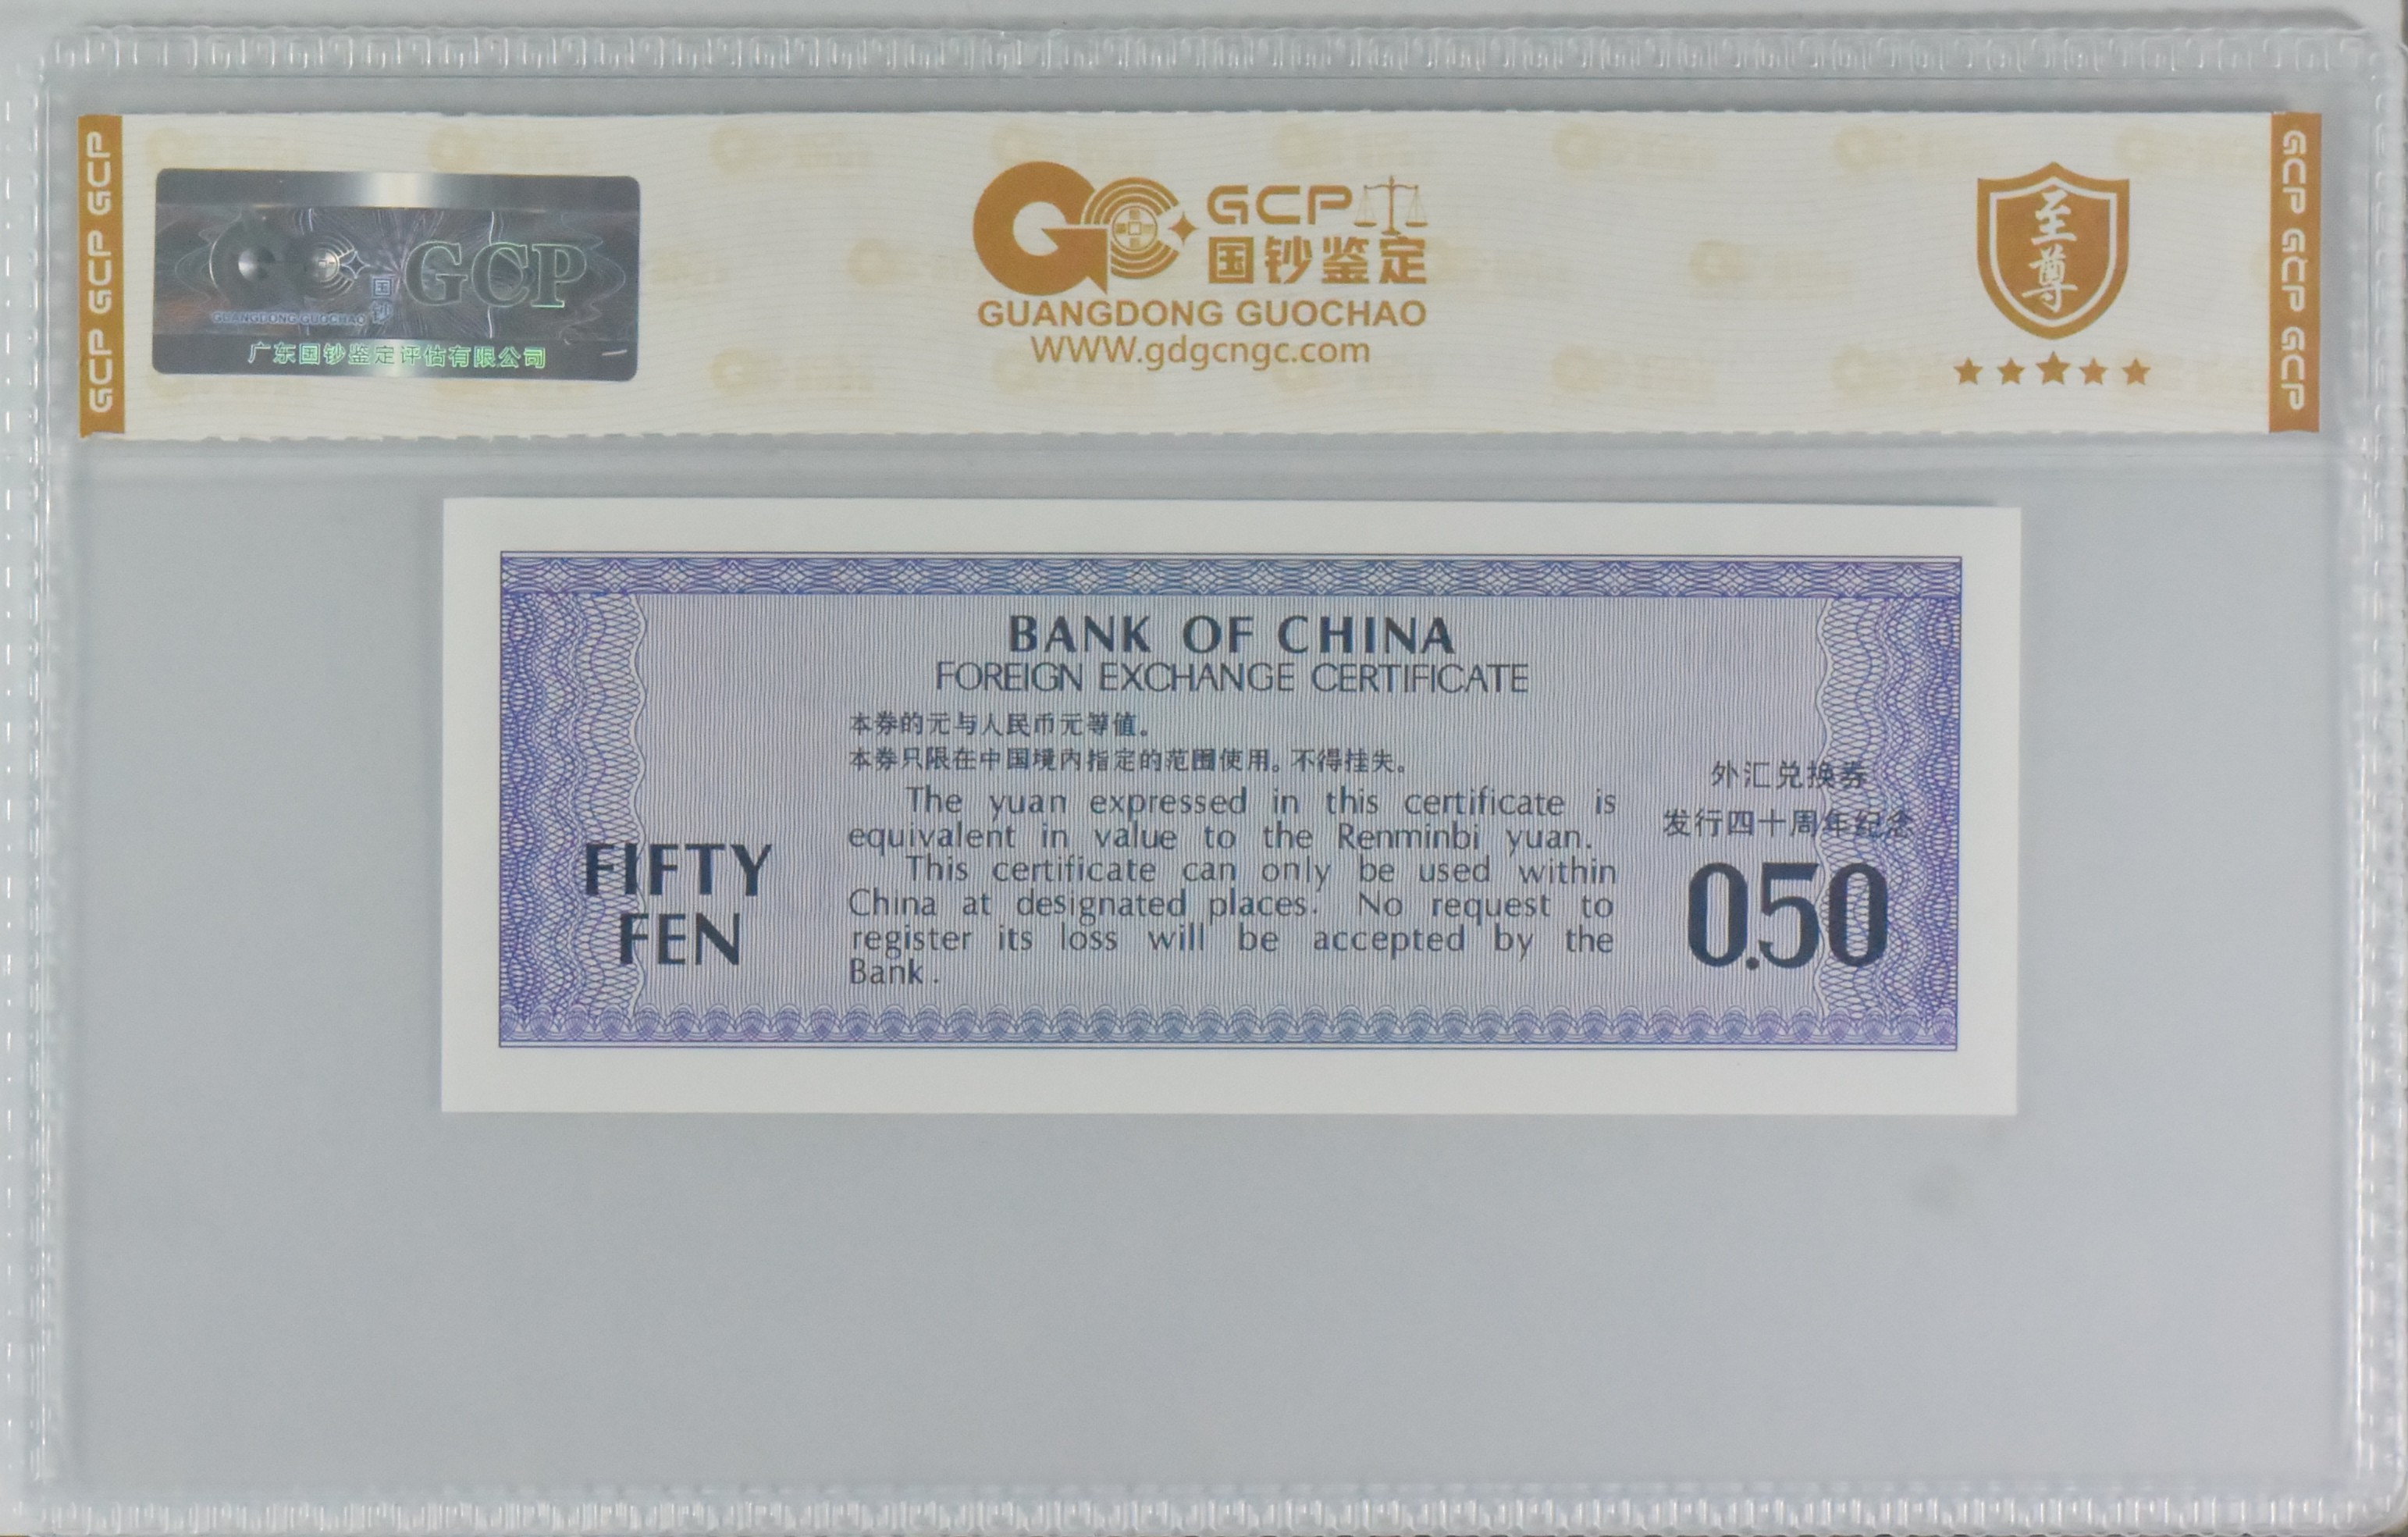 GCP GCP GCP
GC GCP
国钞
GUANGDONG GUOCHAO
广东国钞鉴定评估有限公司
GCP
国钞鉴定
GUANGDONG GUOCHAO
WWW.gdgcngc.com
至尊
GCP GCP GCP
BANK OF CHINA
FOREIGN EXCHANGE CERTIFICATE
本券的元与人民币元等值。
本券只限在中国境内指定的范围使用。不得挂失。
The yuan expressed in this certificate is
equivalent in value to the Renminbi yuan.
This certificate can only be used within
China at designated places. No request to
register its loss will be accepted by the
Bank.
FIFTY
FEN
外汇兑换券
发行四十周年纪念
0.50